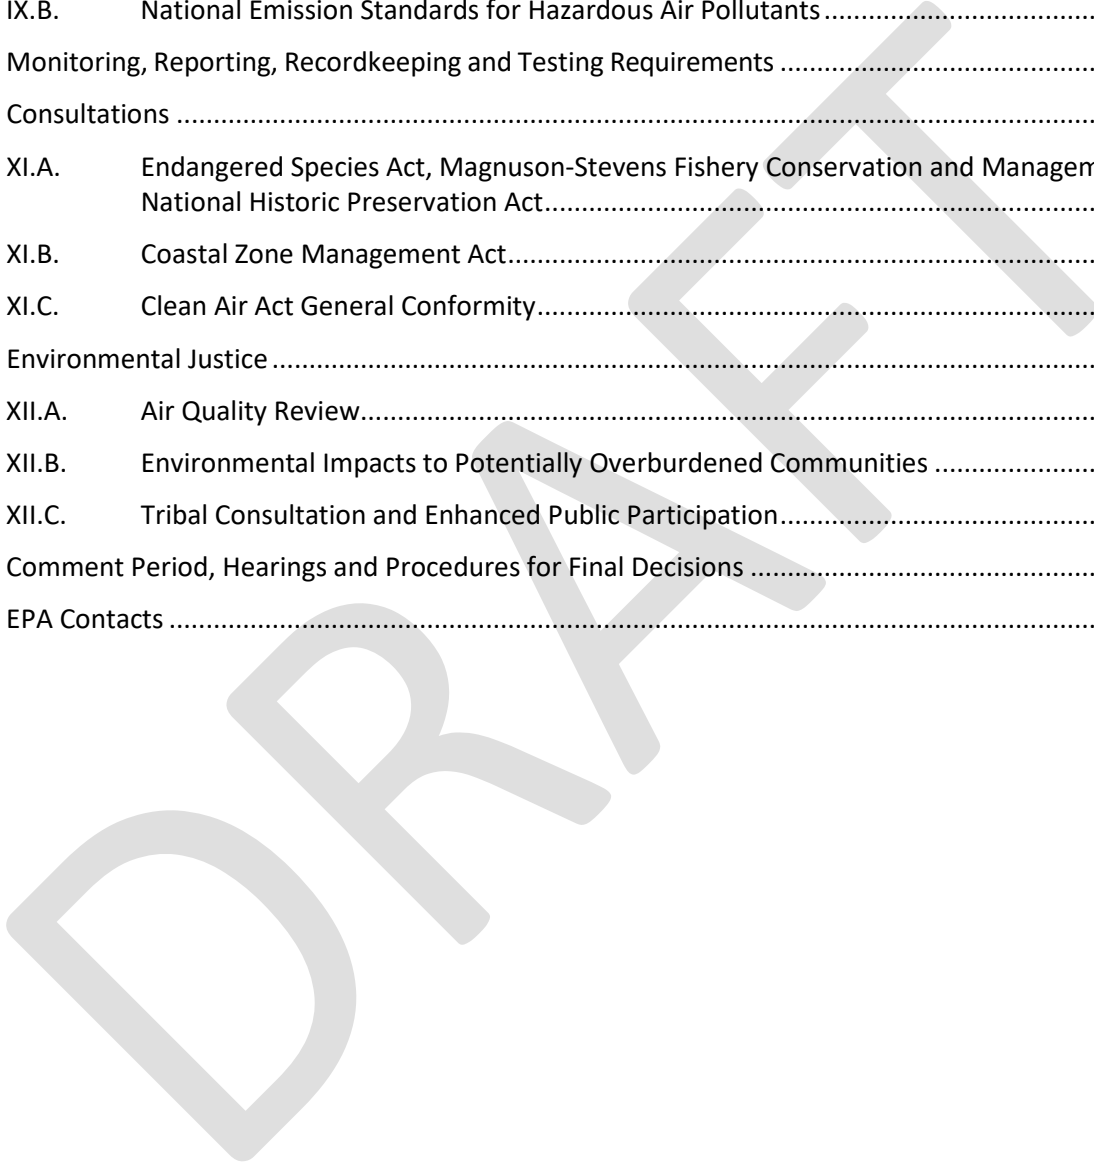 IX.B. National Emission Standards for Hazardous Air Pollutants ........................................
Monitoring, Reporting, Recordkeeping and Testing Requirements ........................................
Consultations ........................................
XI.A. Endangered Species Act, Magnuson-Stevens Fishery Conservation and Managem
National Historic Preservation Act ........................................
XI.B. Coastal Zone Management Act ........................................
XI.C. Clean Air Act General Conformity ........................................
Environmental Justice ........................................
XII.A. Air Quality Review ........................................
XII.B. Environmental Impacts to Potentially Overburdened Communities ........................................
XII.C. Tribal Consultation and Enhanced Public Participation ........................................
Comment Period, Hearings and Procedures for Final Decisions ........................................
EPA Contacts ........................................
DRAFT